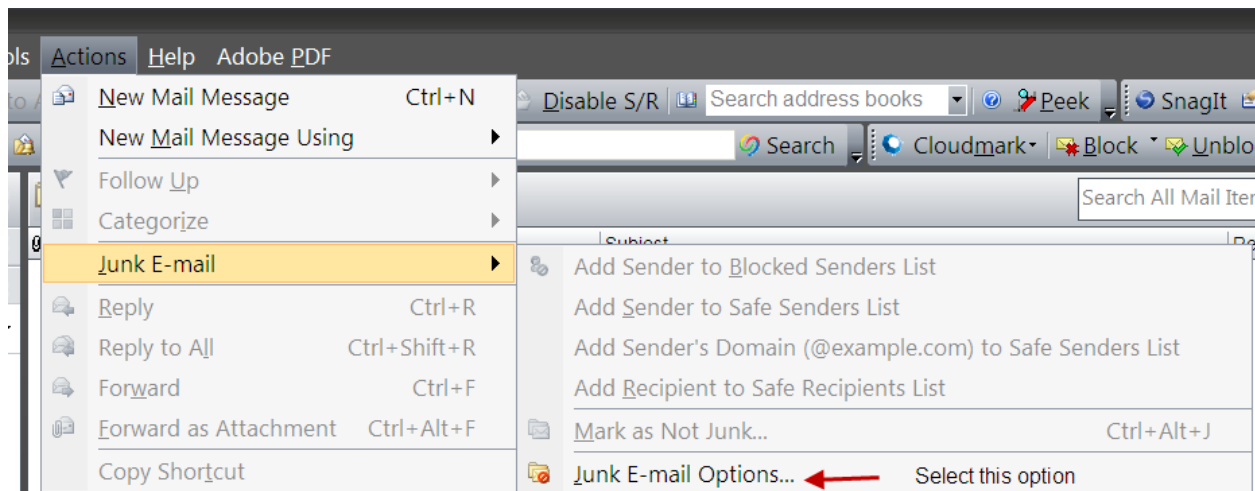 ols Actions Help Adobe PDF
to Disable S/R Search address books Peek SnagIt
Search Cloudmark Block Unblo
New Mail Message Ctrl+N
New Mail Message Using
Follow Up
Categorize
Junk E-mail
Reply Ctrl+R
Reply to All Ctrl+Shift+R
Forward Ctrl+F
Forward as Attachment Ctrl+Alt+F
Copy Shortcut
Search All Mail Iter
Subject
Add Sender to Blocked Senders List
Add Sender to Safe Senders List
Add Sender's Domain (@example.com) to Safe Senders List
Add Recipient to Safe Recipients List
Mark as Not Junk... Ctrl+Alt+J
Junk E-mail Options... Select this option